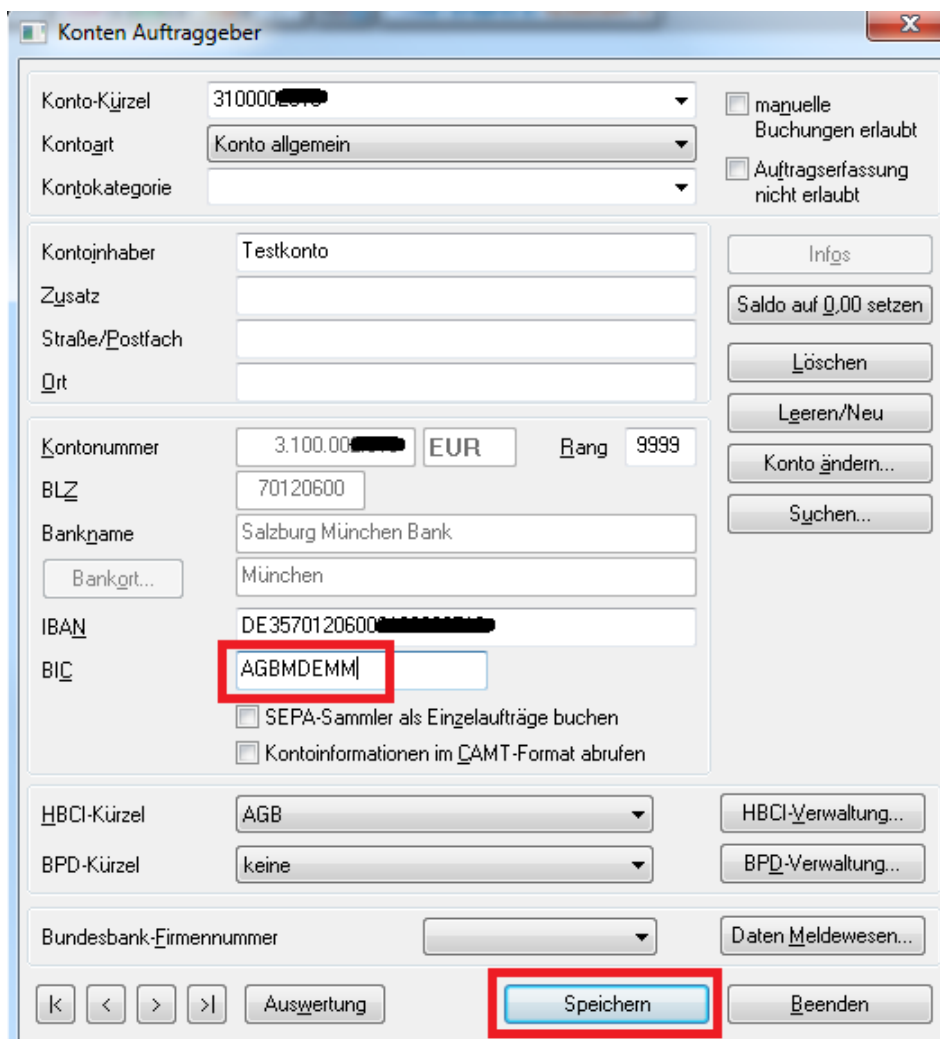 Konten Auftraggeber
X
Konto-Kürzel 310000
manuelle Buchungen erlaubt
Kontoart Konto allgemein
Auftragserfassung nicht erlaubt
Kontokategorie
Kontoinhaber Testkonto
Infos
Zusatz
Saldo auf 0,00 setzen
Straße/Postfach
Löschen
Ort
Leeren/Neu
Kontonummer 3.100.00 EUR Rang 9999
Konto ändern...
BLZ 70120600
Suchen...
Bankname Salzburg München Bank
Bankort... München
IBAN DE3570120600
BIC AGBMDEMM
SEPA-Sammler als Einzelaufträge buchen
Kontoinformationen im CAMT-Format abrufen
HBCI-Kürzel AGB HBCI-Verwaltung...
BPD-Kürzel keine BPD-Verwaltung...
Bundesbank-Firmennummer Daten Meldewesen...
|< < > >| Auswertung Speichern Beenden